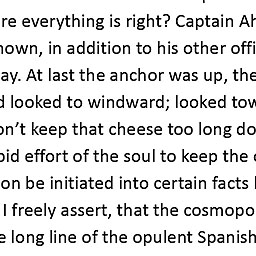 re everything is right? Captain Ah
nown, in addition to his other offi
ay. At last the anchor was up, the
d looked to windward; looked tow
on’t keep that cheese too long do
oid effort of the soul to keep the
on be initiated into certain facts
I freely assert, that the cosmopo
e long line of the opulent Spanish